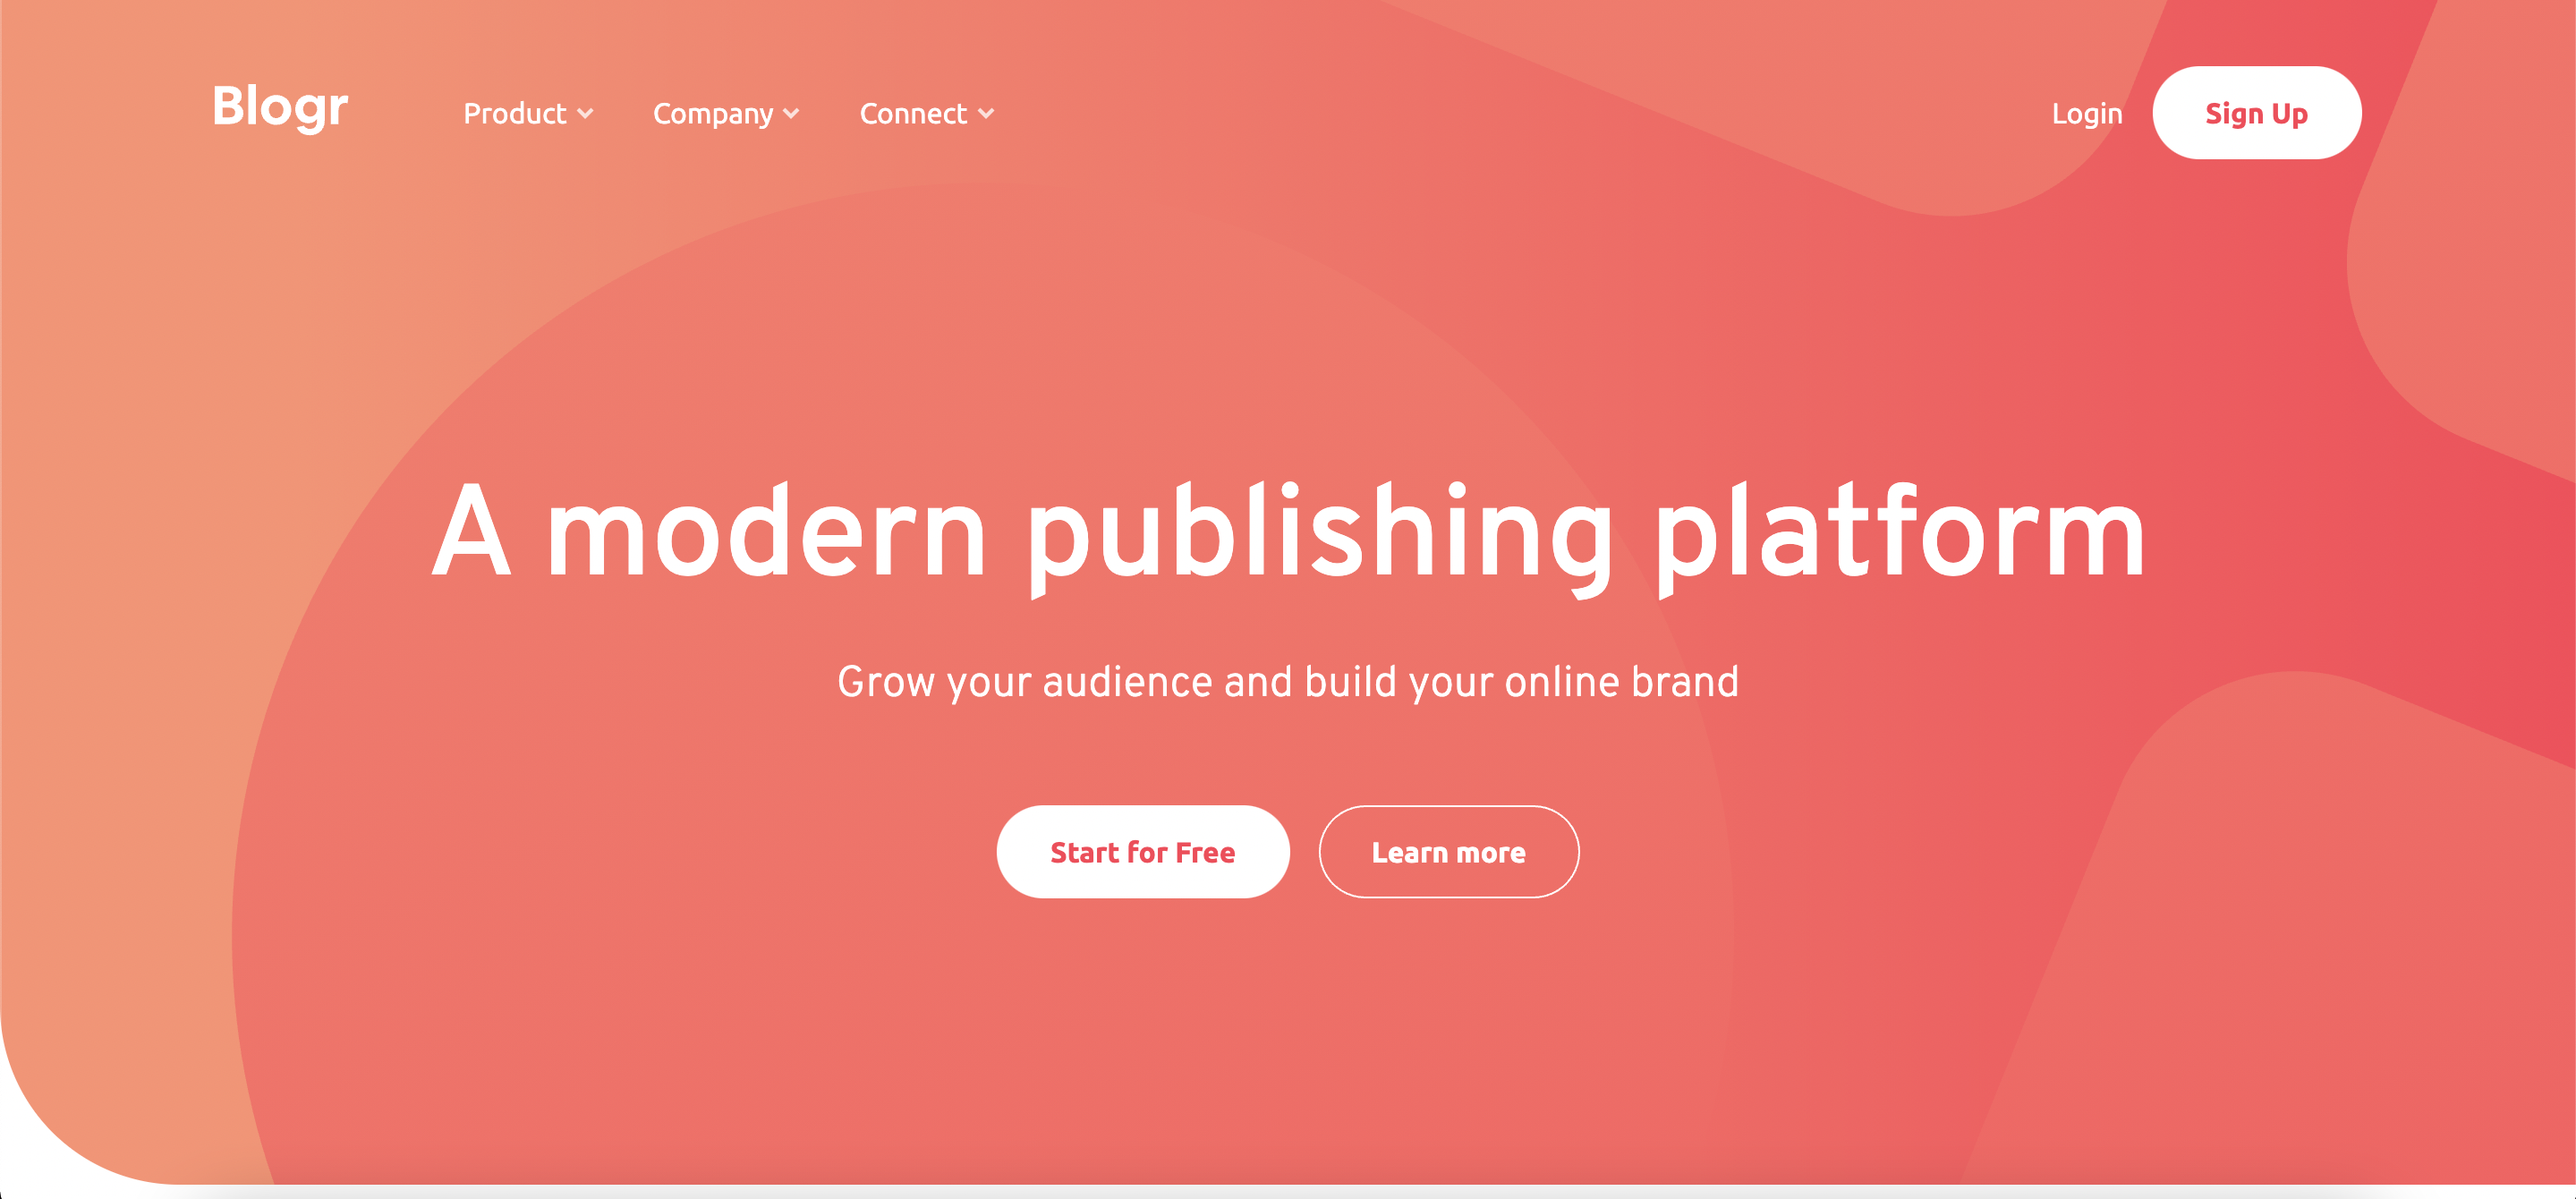 Blogr Product Company Connect Login Sign Up
A modern publishing platform
Grow your audience and build your online brand
Start for Free Learn more